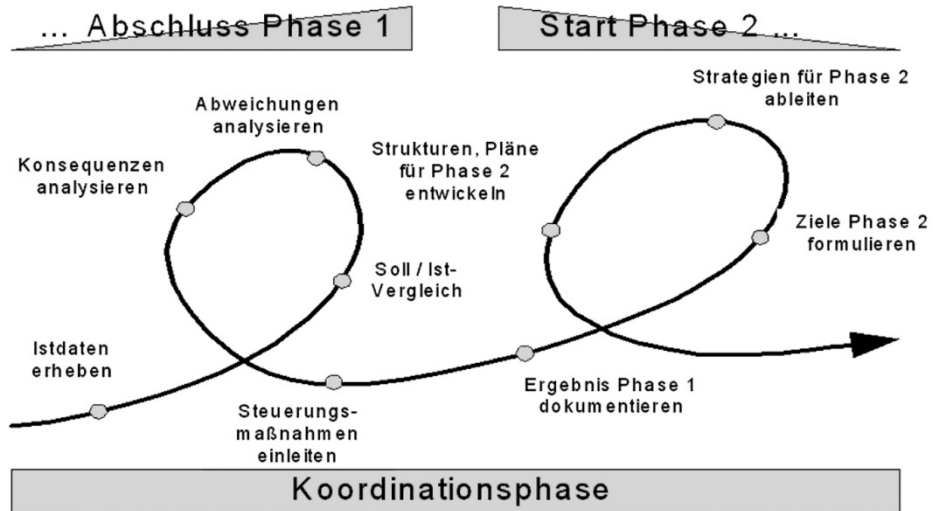 ... Abschluss Phase 1
Start Phase 2 ...
Strategien für Phase 2
ableiten
Abweichungen
analysieren
Strukturen, Pläne
für Phase 2
entwickeln
Konsequenzen
analysieren
Ziele Phase 2
formulieren
Soll / Ist-
Vergleich
Istdaten
erheben
Ergebnis Phase 1
dokumentieren
Steuerungs-
maßnahmen
einleiten
Koordinationsphase